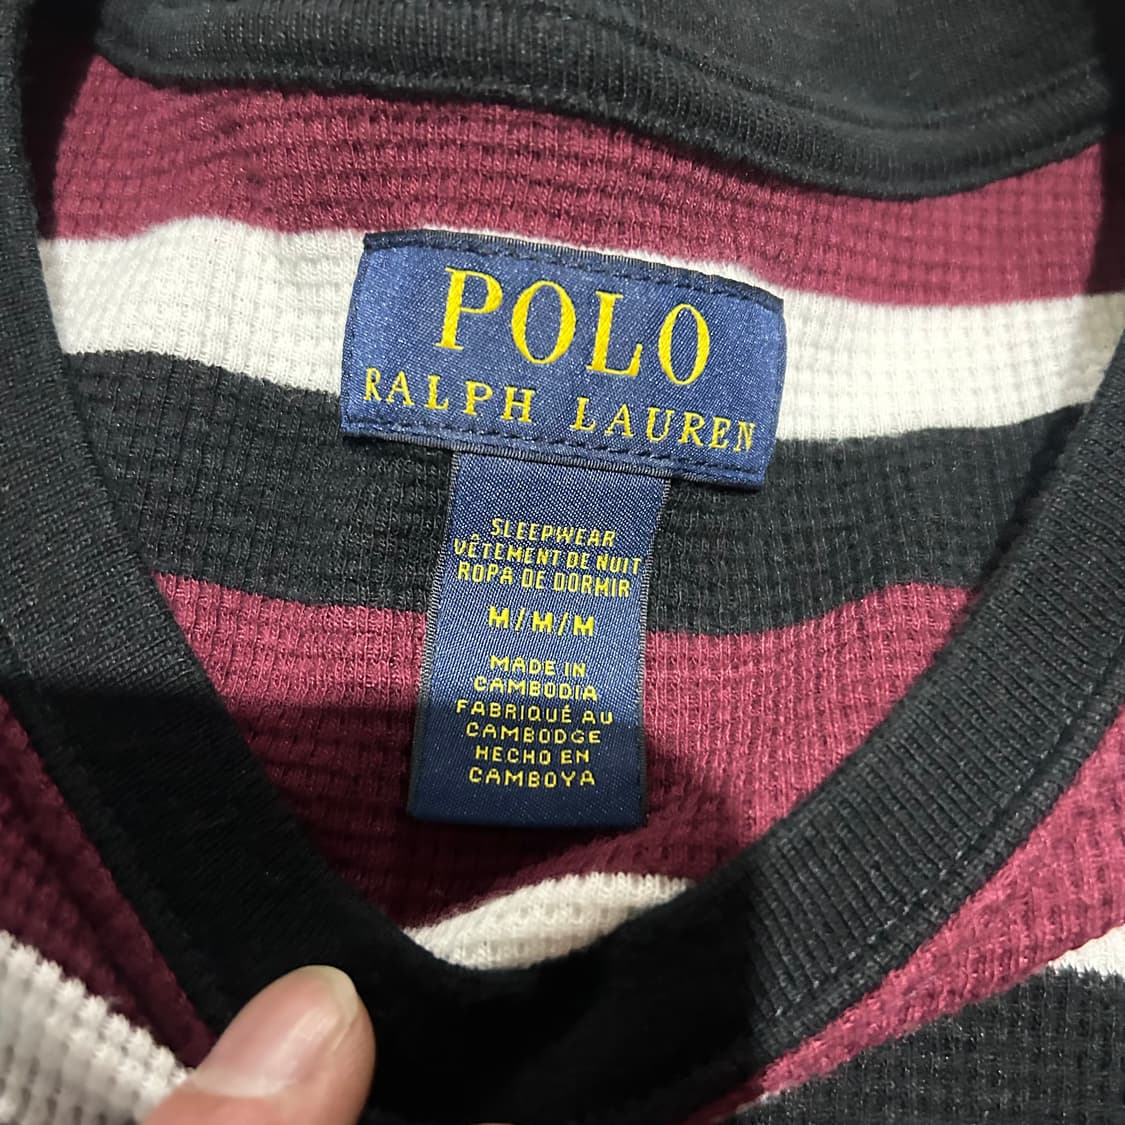 POLO
RALPH LAUREN
SLEEPWEAR
VÊTEMENT DE NUIT
ROPA DE DORMIR
M/M/M
MADE IN
CAMBODIA
FABRIQUÉ AU
CAMBODGE
HECHO EN
CAMBOYA